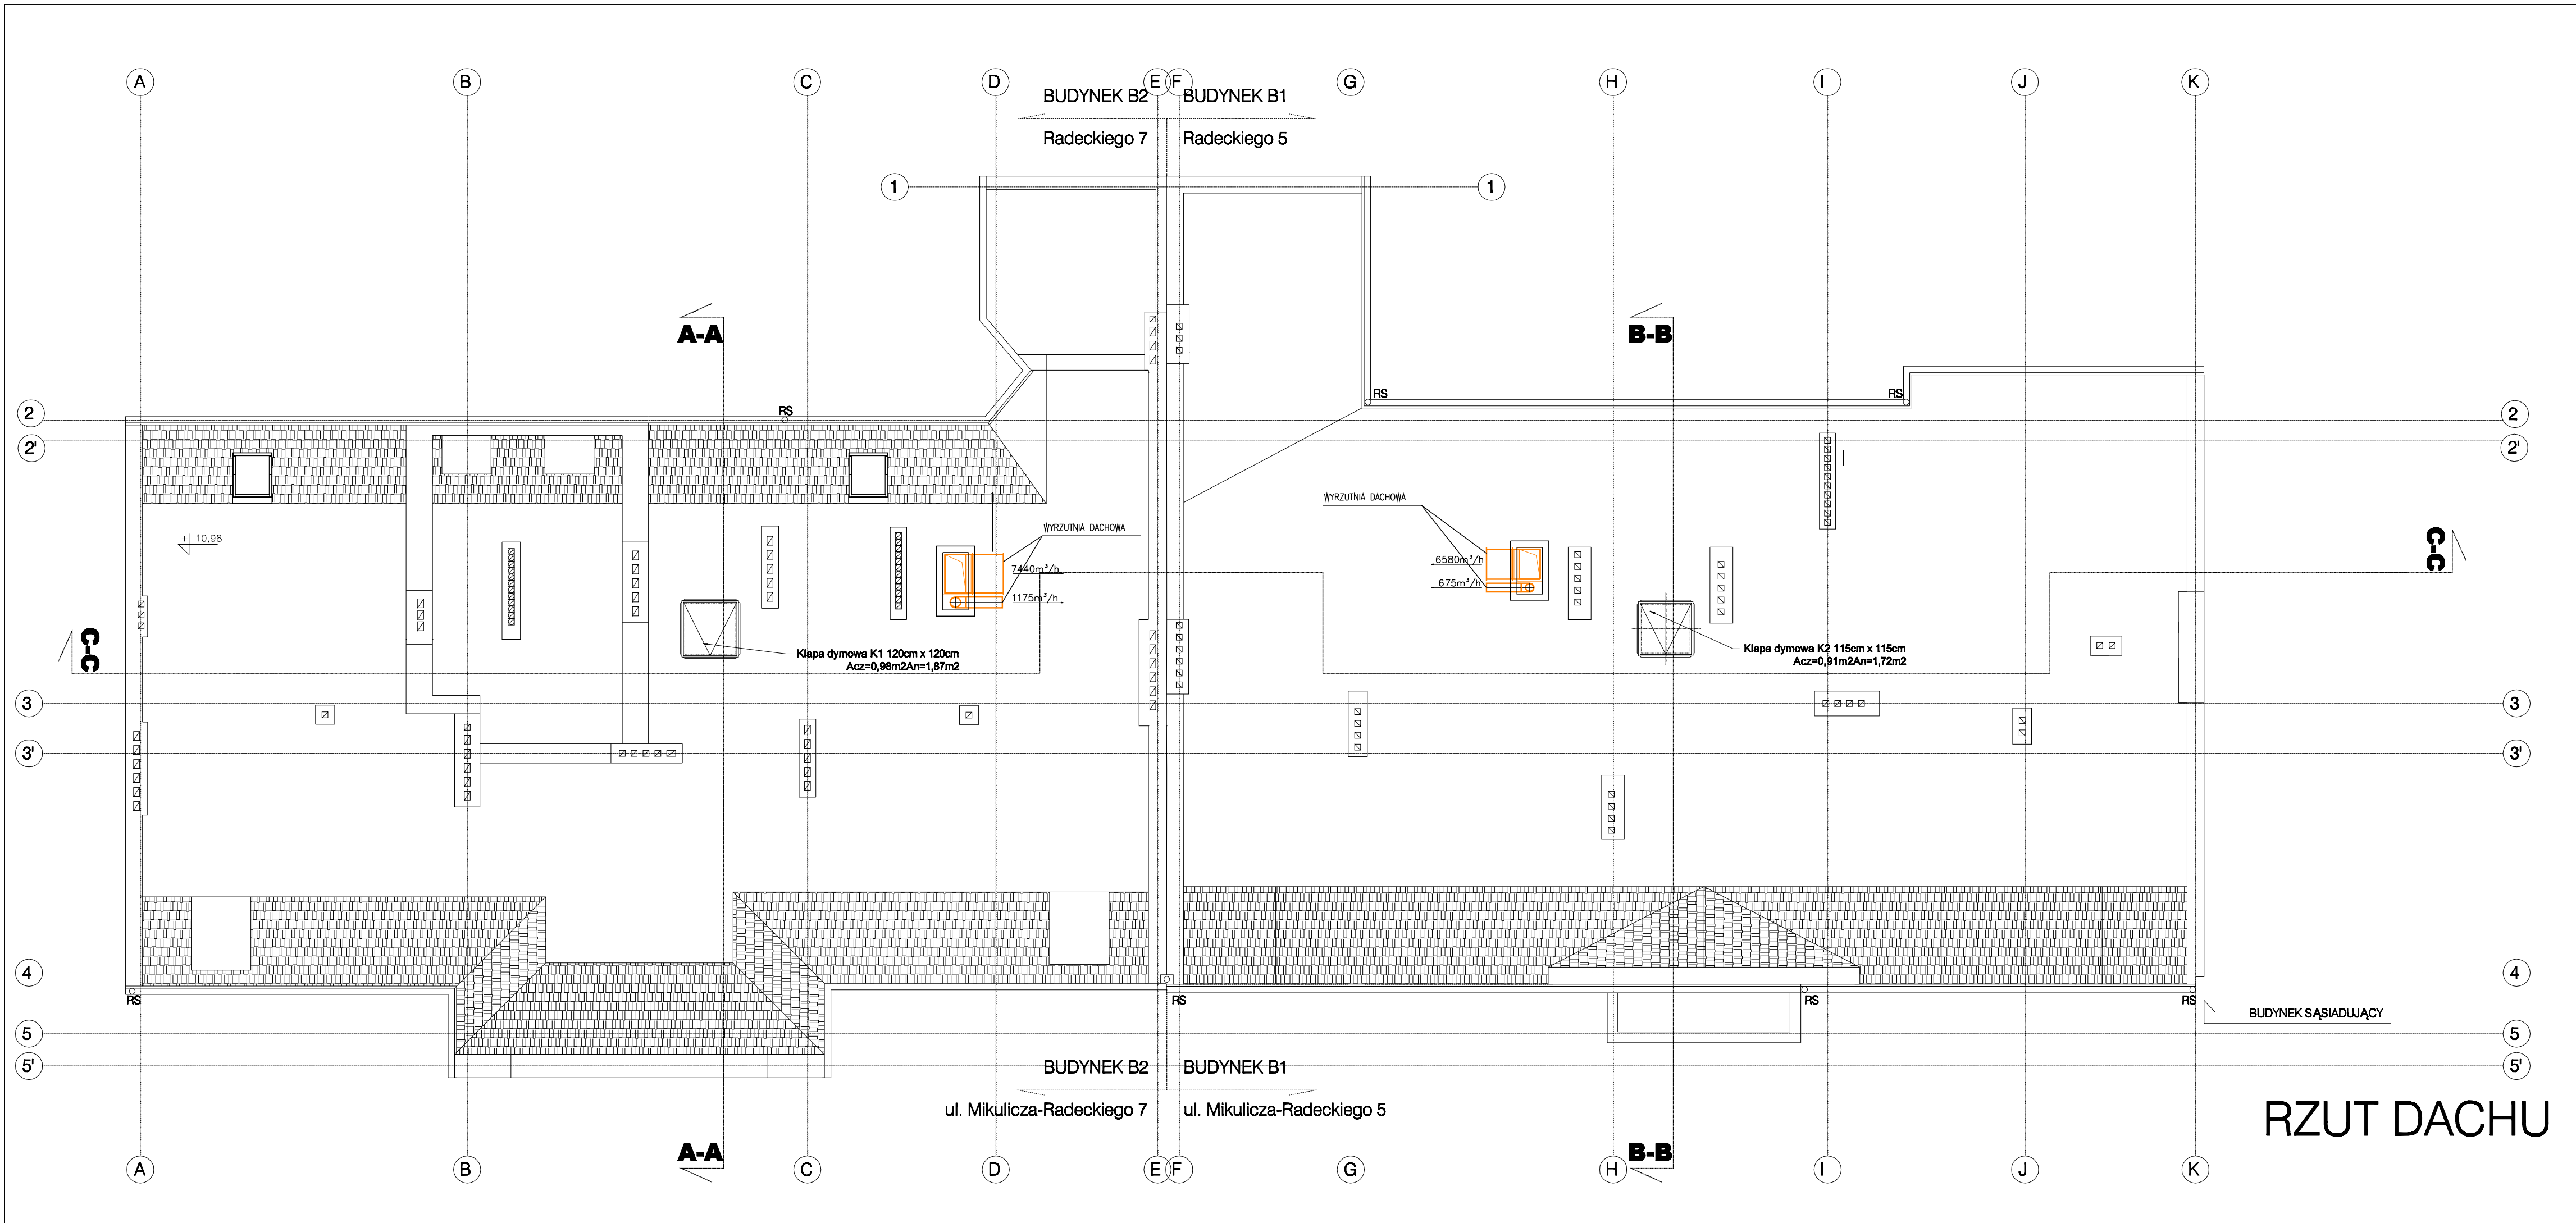 A B C D E F G H I J K
BUDYNEK B2 BUDYNEK B1
Radeckiego 7 Radeckiego 5
1 1
A-A B-B
RS RS
2 RS 2
2' 2'
WYRZUTNIA DACHOWA
WYRZUTNIA DACHOWA
+ 10,98
C-C
7440m³/h 6580m³/h
1175m³/h 675m³/h
C-C
Klapa dymowa K1 120cm x 120cm
Acz=0,98m2An=1,87m2
Klapa dymowa K2 115cm x 115cm
Acz=0,91m2An=1,72m2
3 3
3' 3'
4 4
RS RS RS RS
BUDYNEK SĄSIADUJĄCY
5 5
5' BUDYNEK B2 BUDYNEK B1 5'
ul. Mikulicza-Radeckiego 7 ul. Mikulicza-Radeckiego 5
RZUT DACHU
A-A B-B
A B C D E F G H I J K